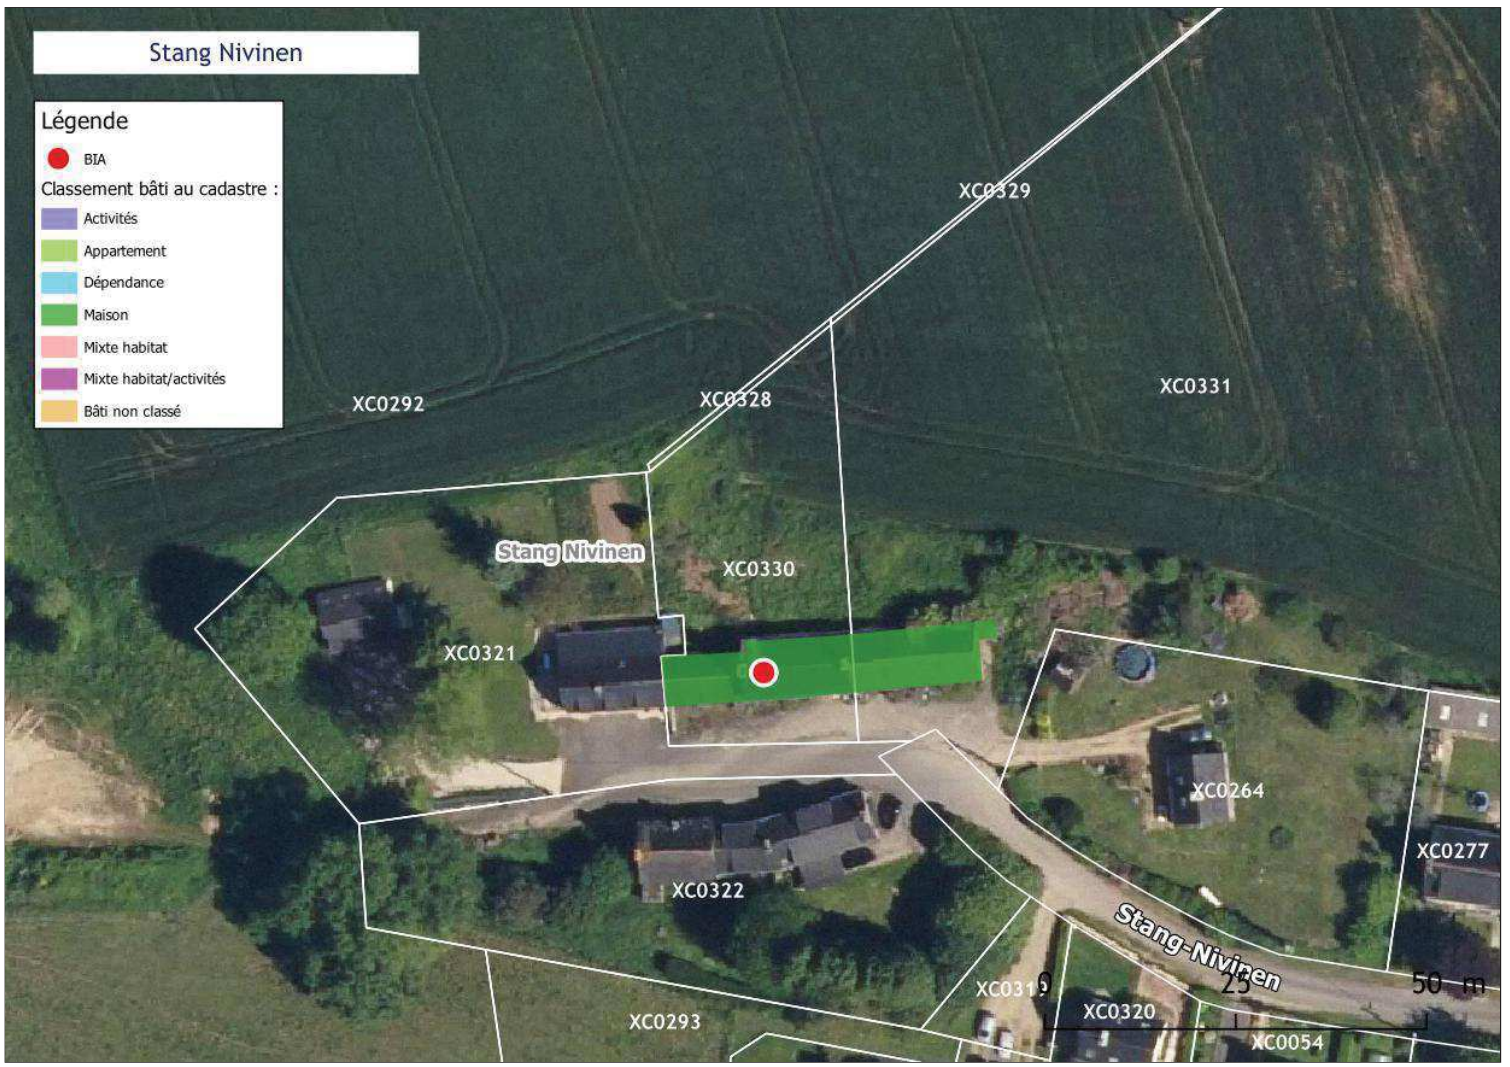 Stang Nivinen
Légende
BIA
Classement bâti au cadastre :
Activités
Appartement
Dépendance
Maison
Mixte habitat
Mixte habitat/activités
Bâti non classé
XC0329
XC0331
XC0328
XC0292
Stang Nivinen
XC0330
XC0321
XC0264
XC0277
XC0322
Stang-Nivinen
0 25 50 m
XC0320
XC0293
XC0054